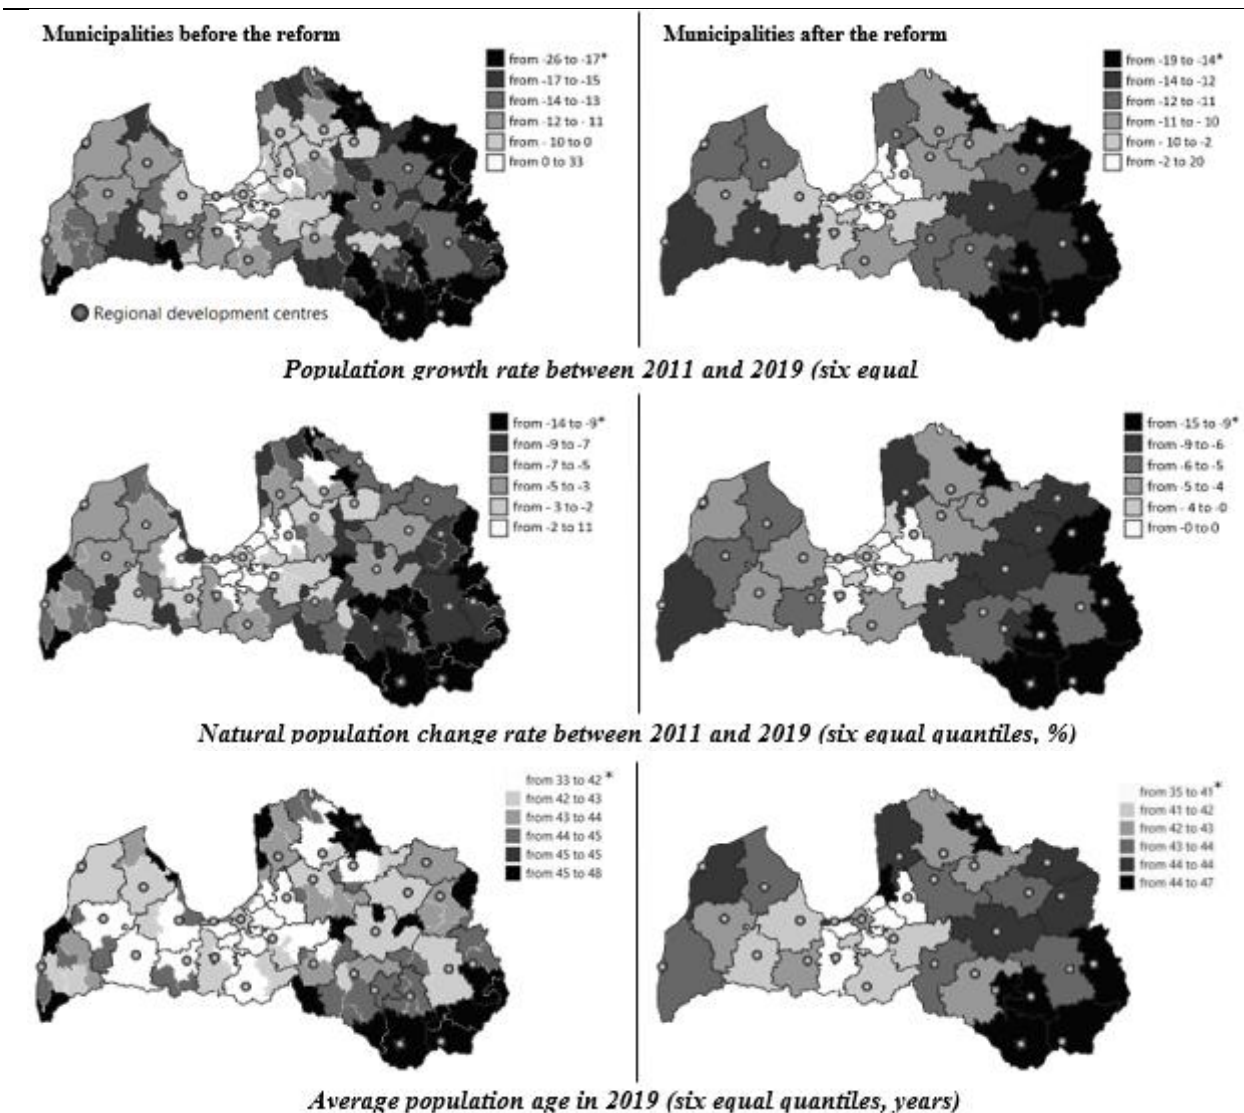 Municipalities before the reform
from -26 to -17*
from -17 to -15
from -14 to -13
from -12 to - 11
from - 10 to 0
from 0 to 33
Regional development centres
Municipalities after the reform
from -19 to -14*
from -14 to -12
from -12 to -11
from -11 to - 10
from - 10 to -2
from -2 to 20
Population growth rate between 2011 and 2019 (six equal
from -14 to -9*
from -9 to -7
from -7 to -5
from -5 to -3
from - 3 to -2
from -2 to 11
from -15 to -9*
from -9 to -6
from -6 to -5
from -5 to -4
from - 4 to -0
from -0 to 0
Natural population change rate between 2011 and 2019 (six equal quantiles, %)
from 33 to 42*
from 42 to 43
from 43 to 44
from 44 to 45
from 45 to 45
from 45 to 48
from 35 to 41*
from 41 to 42
from 42 to 43
from 43 to 44
from 44 to 44
from 44 to 47
Average population age in 2019 (six equal quantiles, years)